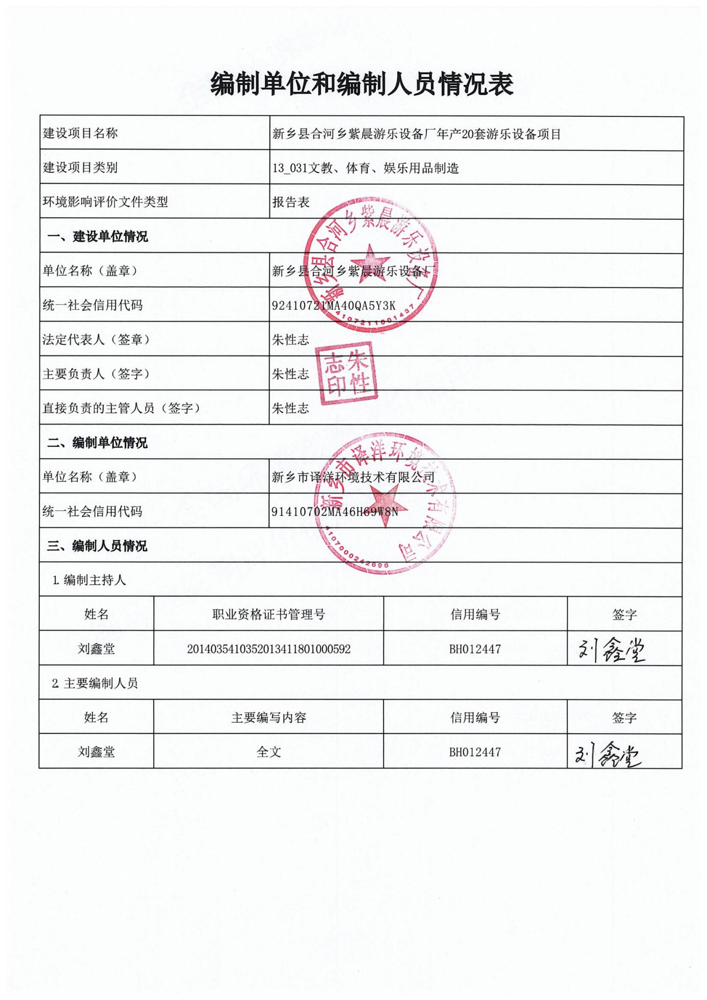 编制单位和编制人员情况表
建设项目名称 新乡县合河乡紫晨游乐设备厂年产20套游乐设备项目
建设项目类别 13_031文教、体育、娱乐用品制造
环境影响评价文件类型 报告表
一、建设单位情况
单位名称（盖章） 新乡县合河乡紫晨游乐设备厂
统一社会信用代码 92410721MA40QA5Y3K
法定代表人（签章） 朱性志
主要负责人（签字） 朱性志
直接负责的主管人员（签字） 朱性志
新乡县合河乡紫晨游乐设备厂
4107211001437
朱性志印
二、编制单位情况
单位名称（盖章） 新乡市译洋环境技术有限公司
统一社会信用代码 91410702MA46H69W8N
新乡市译洋环境技术有限公司
4107000242696
三、编制人员情况
1.编制主持人
姓名 职业资格证书管理号 信用编号 签字
刘鑫堂 2014035410352013411801000592 BH012447 刘鑫堂
2.主要编制人员
姓名 主要编写内容 信用编号 签字
刘鑫堂 全文 BH012447 刘鑫堂